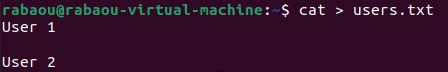 rabaou@rabaou-virtual-machine:~$ cat > users.txt
User 1
User 2